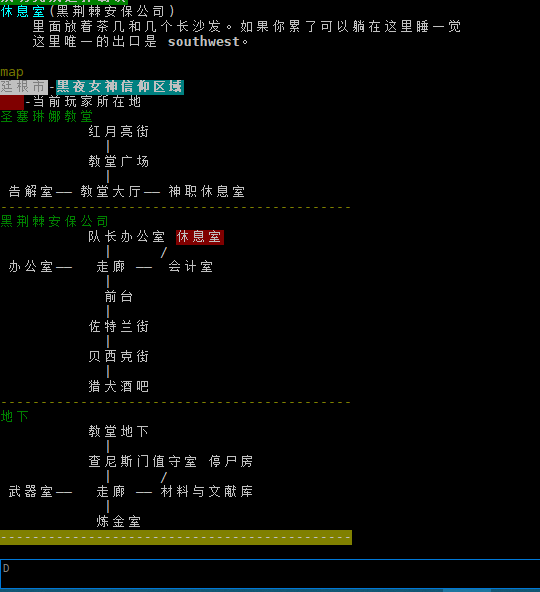 休息室(黑荆棘安保公司)
里面放着茶几和几个长沙发。如果你累了可以躺在这里睡一觉
这里唯一的出口是 southwest。
map
廷根市-黑夜女神信仰区域
-当前玩家所在地
圣塞琳娜教堂
红月亮街
|
教堂广场
|
告解室—— 教堂大厅—— 神职休息室
--------------------------------------------
黑荆棘安保公司
队长办公室 休息室
| /
办公室—— 走廊 —— 会计室
|
前台
|
佐特兰街
|
贝西克街
|
猎犬酒吧
--------------------------------------------
地下
教堂地下
|
查尼斯门值守室 停尸房
| /
武器室—— 走廊 —— 材料与文献库
|
炼金室
--------------------------------------------
D